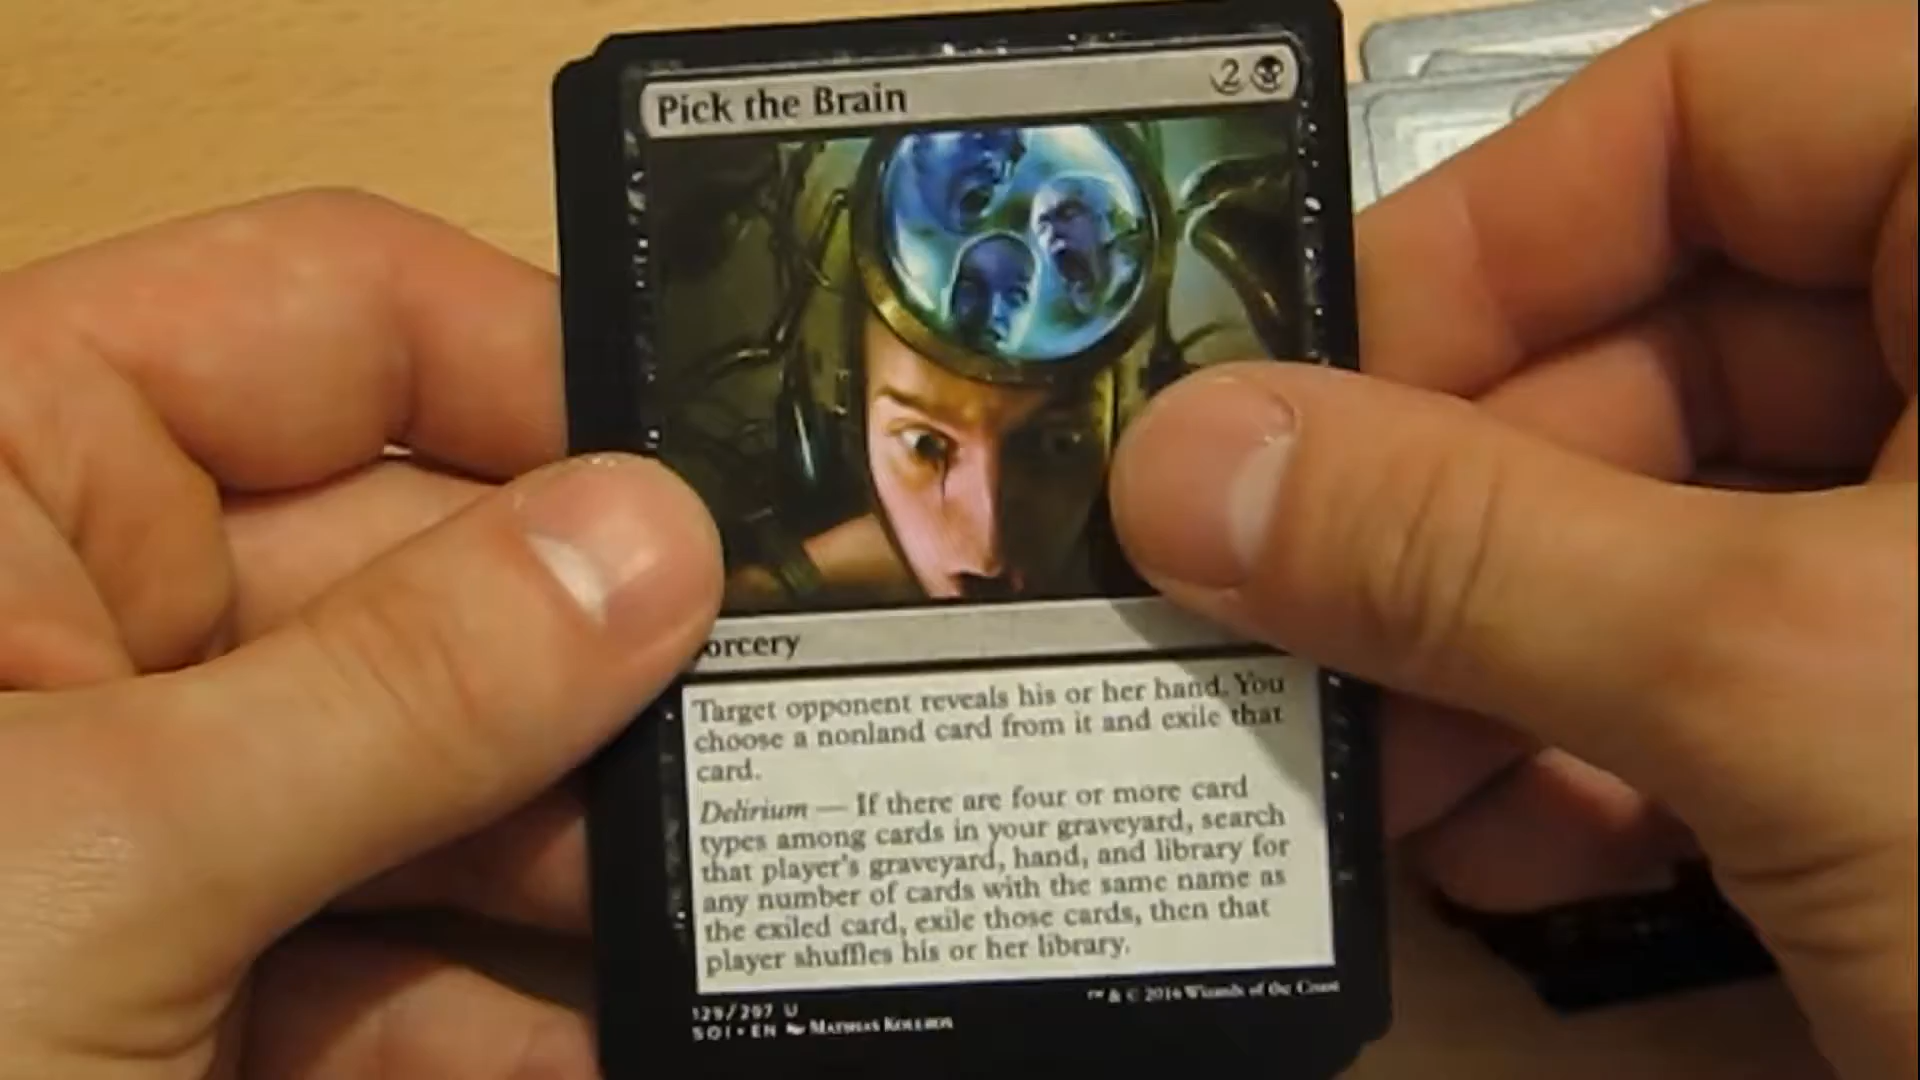 Pick the Brain 2
orcery
Target opponent reveals his or her hand. You
choose a nonland card from it and exile that
card.
Delirium — If there are four or more card
types among cards in your graveyard, search
that player's graveyard, hand, and library for
any number of cards with the same name as
the exiled card, exile those cards, then that
player shuffles his or her library.
129/297 U
™ & © 2016 Wizards of the Coast
SOI • EN Mathias Kollros